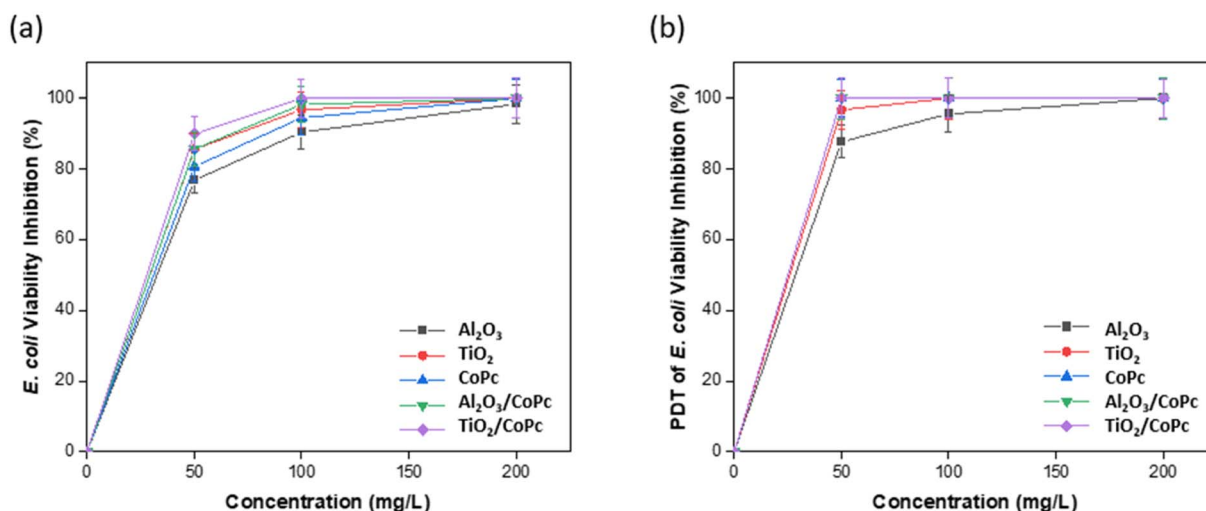 (a)
E. coli Viability Inhibition (%)
100
80
60
40
20
0
0 50 100 150 200
Concentration (mg/L)
Al₂O₃
TiO₂
CoPc
Al₂O₃/CoPc
TiO₂/CoPc
(b)
PDT of E. coli Viability Inhibition (%)
100
80
60
40
20
0
0 50 100 150 200
Concentration (mg/L)
Al₂O₃
TiO₂
CoPc
Al₂O₃/CoPc
TiO₂/CoPc